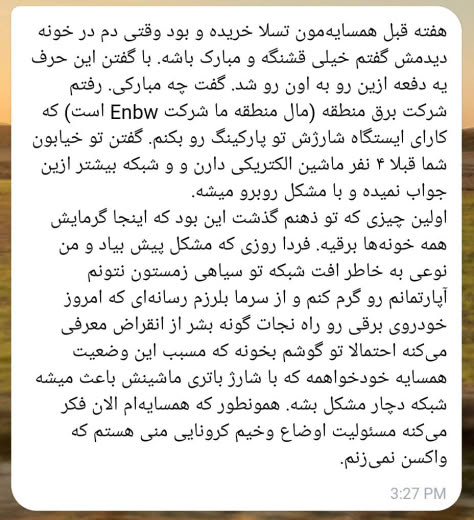 هفته قبل همسایه‌مون تسلا خریده و بود وقتی دم در خونه
دیدمش گفتم خیلی قشنگه و مبارک باشه. با گفتن این حرف
یه دفعه ازین رو به اون رو شد. گفت چه مبارکی. رفتم
شرکت برق منطقه (مال منطقه ما شرکت Enbw است) که
کارای ایستگاه شارژش تو پارکینگ رو بکنم. گفتن تو خیابون
شما قبلا ۴ نفر ماشین الکتریکی دارن و و شبکه بیشتر ازین
جواب نمیده و با مشکل روبرو میشه.
اولین چیزی که تو ذهنم گذشت این بود که اینجا گرمایش
همه خونه‌ها برقیه. فردا روزی که مشکل پیش بیاد و من
نوعی به خاطر افت شبکه تو سیاهی زمستون نتونم
آپارتمانم رو گرم کنم و از سرما بلرزم رسانه‌ای که امروز
خودروی برقی رو راه نجات گونه بشر از انقراض معرفی
می‌کنه احتمالا تو گوشم بخونه که مسبب این وضعیت
همسایه خودخواهمه که با شارژ باتری ماشینش باعث میشه
شبکه دچار مشکل بشه. همونطور که همسایه‌ام الان فکر
می‌کنه مسئولیت اوضاع وخیم کرونایی منی هستم که
واکسن نمی‌زنم.
3:27 PM